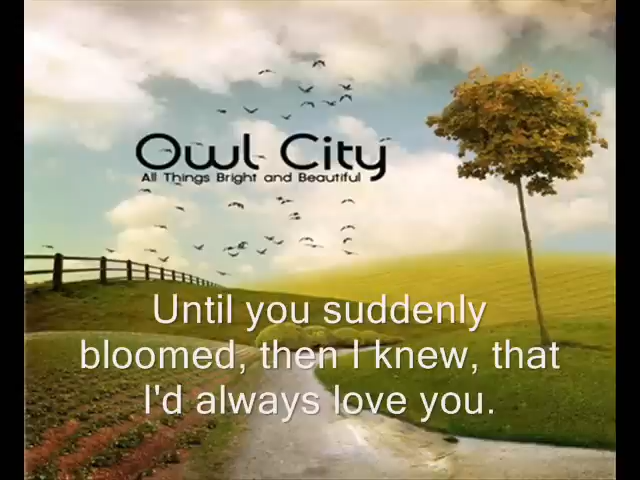 Owl City
All Things Bright and Beautiful
Until you suddenly
bloomed, then I knew, that
I'd always love you.